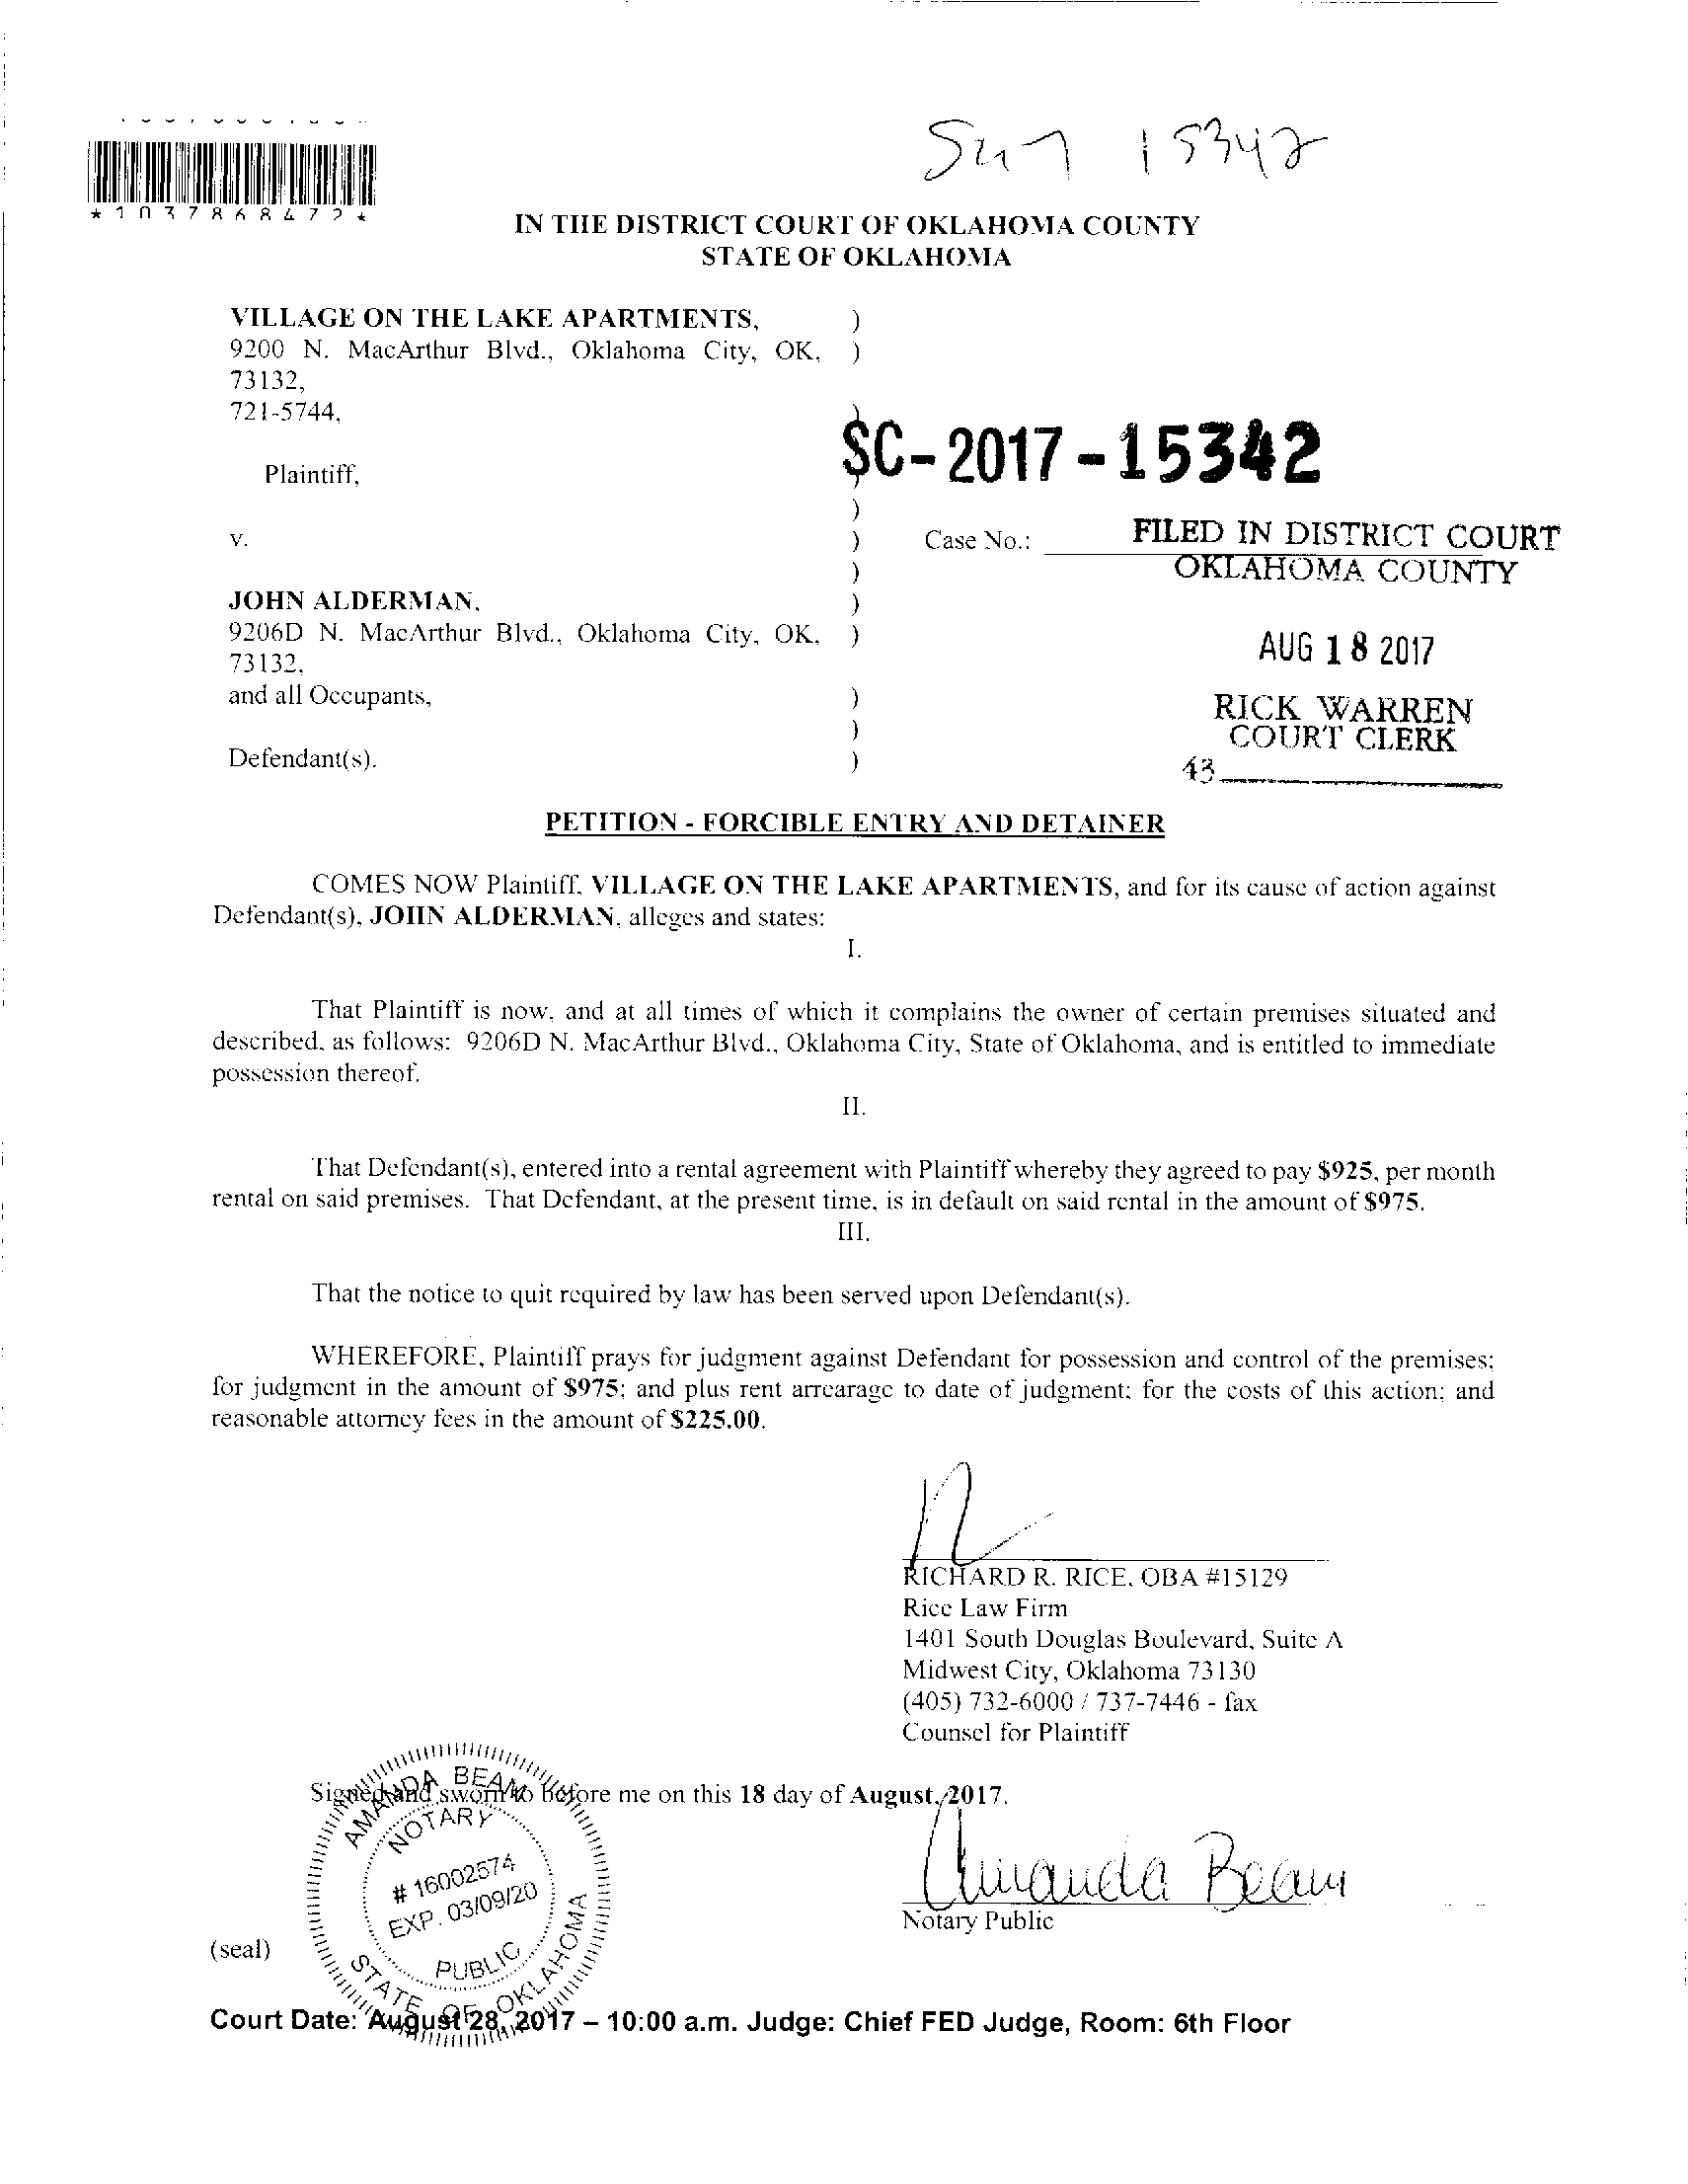 15342
*1037868472*
IN THE DISTRICT COURT OF OKLAHOMA COUNTY
STATE OF OKLAHOMA
VILLAGE ON THE LAKE APARTMENTS, )
9200 N. MacArthur Blvd., Oklahoma City, OK, )
73132,
721-5744, )
SC-2017-15342
Plaintiff, )
)
v. ) Case No.: FILED IN DISTRICT COURT
) OKLAHOMA COUNTY
JOHN ALDERMAN, )
9206D N. MacArthur Blvd., Oklahoma City, OK, ) AUG 18 2017
73132,
and all Occupants, ) RICK WARREN
) COURT CLERK
Defendant(s). ) 43
PETITION - FORCIBLE ENTRY AND DETAINER
COMES NOW Plaintiff, VILLAGE ON THE LAKE APARTMENTS, and for its cause of action against
Defendant(s), JOHN ALDERMAN, alleges and states:
I.
That Plaintiff is now, and at all times of which it complains the owner of certain premises situated and
described, as follows: 9206D N. MacArthur Blvd., Oklahoma City, State of Oklahoma, and is entitled to immediate
possession thereof.
II.
That Defendant(s), entered into a rental agreement with Plaintiff whereby they agreed to pay $925, per month
rental on said premises. That Defendant, at the present time, is in default on said rental in the amount of $975.
III.
That the notice to quit required by law has been served upon Defendant(s).
WHEREFORE, Plaintiff prays for judgment against Defendant for possession and control of the premises;
for judgment in the amount of $975; and plus rent arrearage to date of judgment; for the costs of this action; and
reasonable attorney fees in the amount of $225.00.
RICHARD R. RICE, OBA #15129
Rice Law Firm
1401 South Douglas Boulevard, Suite A
Midwest City, Oklahoma 73130
(405) 732-6000 / 737-7446 - fax
Counsel for Plaintiff
Signed and sworn to before me on this 18 day of August, 2017.
AMANDA BEAM
NOTARY
# 16002574
EXP. 03/09/20
PUBLIC
STATE OF OKLAHOMA
Amanda Beam
Notary Public
(seal)
Court Date: August 28, 2017 – 10:00 a.m. Judge: Chief FED Judge, Room: 6th Floor